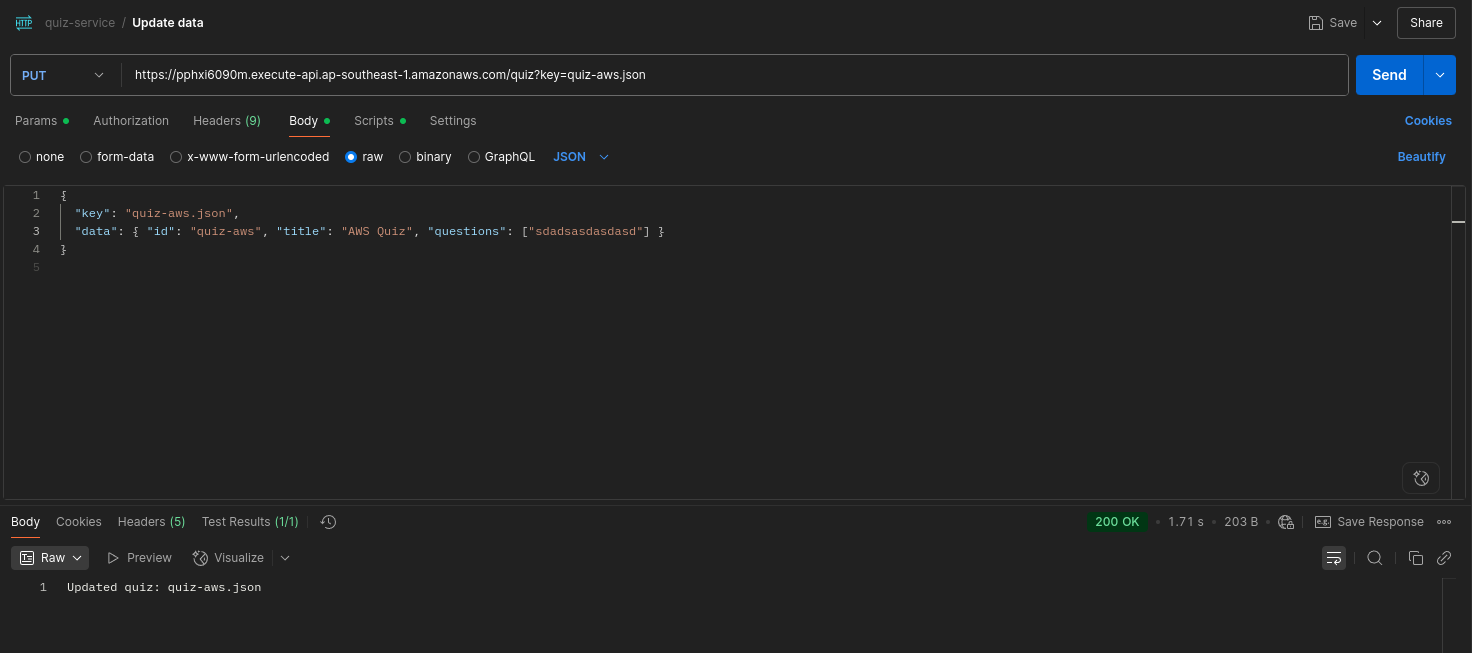 HTTP quiz-service / Update data Save Share
PUT https://pphxi6090m.execute-api.ap-southeast-1.amazonaws.com/quiz?key=quiz-aws.json Send
Params Authorization Headers (9) Body Scripts Settings Cookies
none form-data x-www-form-urlencoded raw binary GraphQL JSON Beautify
1 {
2 "key": "quiz-aws.json",
3 "data": { "id": "quiz-aws", "title": "AWS Quiz", "questions": ["sdadsasdasdasd"] }
4 }
5
Body Cookies Headers (5) Test Results (1/1) 200 OK • 1.71 s • 203 B • e.g. Save Response
Raw Preview Visualize
1 Updated quiz: quiz-aws.json